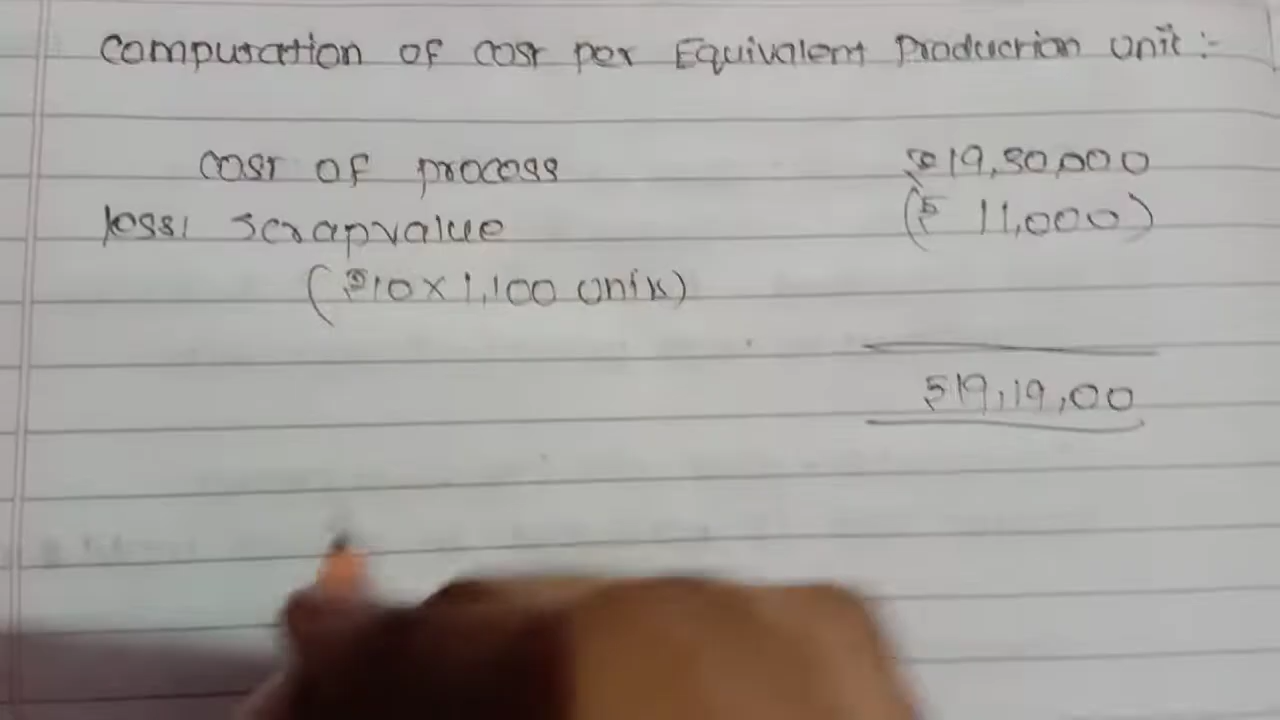 Computation of cost per Equivalent Production unit :-
cost of process ₹19,30,000
less: scrapvalue (₹ 11,000)
(₹10 x 1,100 units)
₹19,19,00